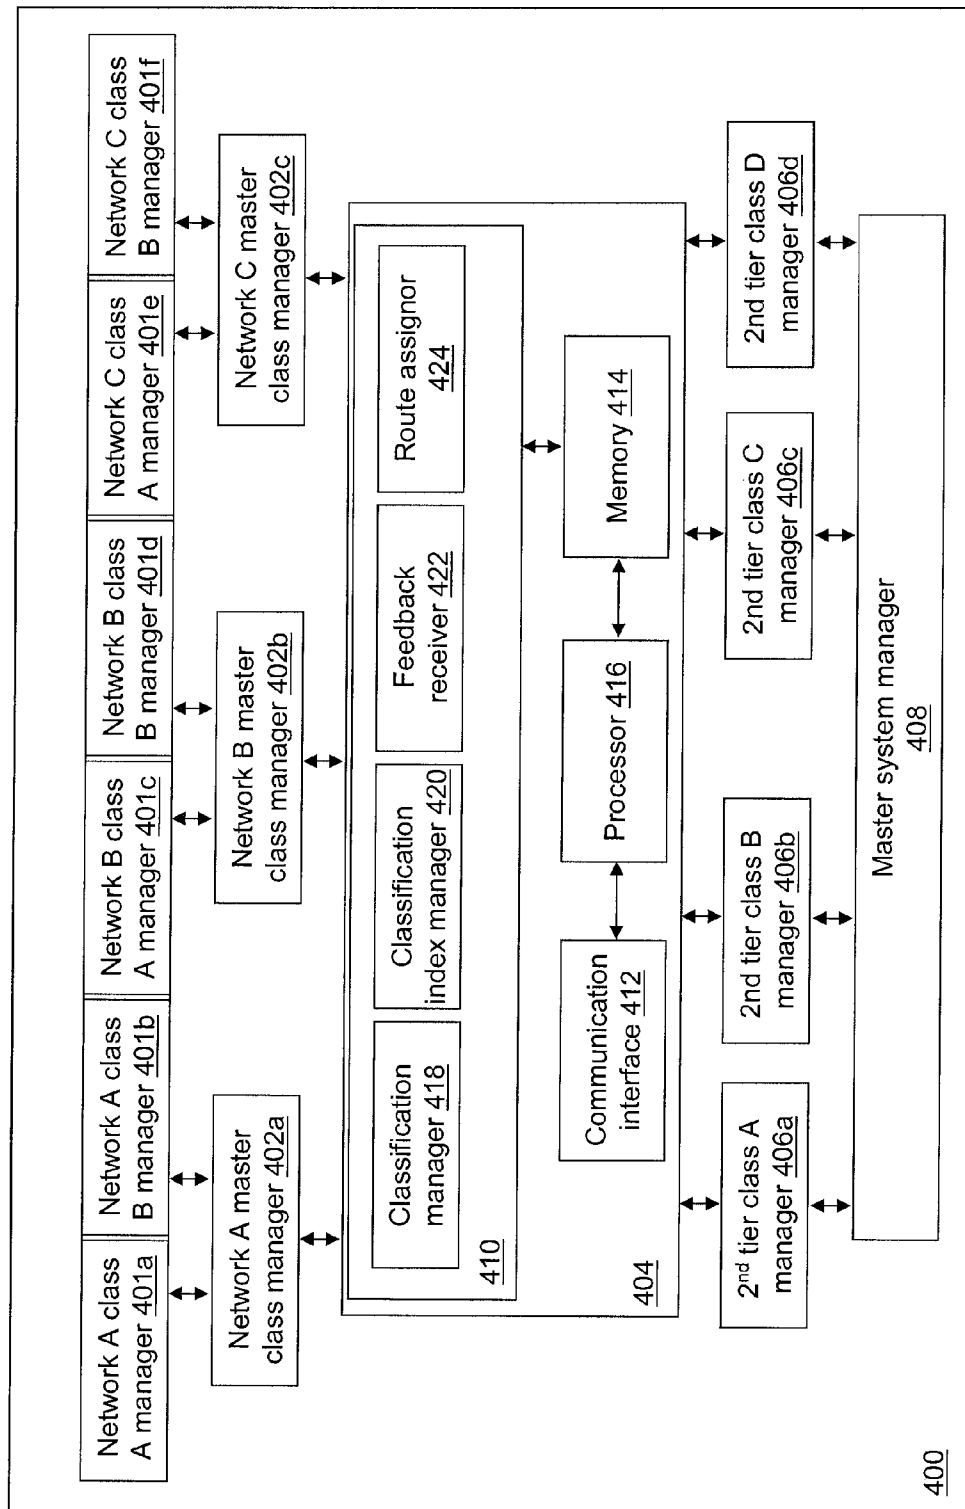 Network A class
A manager 401a
Network A class
B manager 401b
Network B class
A manager 401c
Network B class
B manager 401d
Network C class
A manager 401e
Network C class
B manager 401f
Network A master
class manager 402a
Network B master
class manager 402b
Network C master
class manager 402c
Classification
manager 418
Classification
index manager 420
Feedback
receiver 422
Route assignor
424
410
Communication
interface 412
Processor 416
Memory 414
404
2nd tier class A
manager 406a
2nd tier class B
manager 406b
2nd tier class C
manager 406c
2nd tier class D
manager 406d
Master system manager
408
400